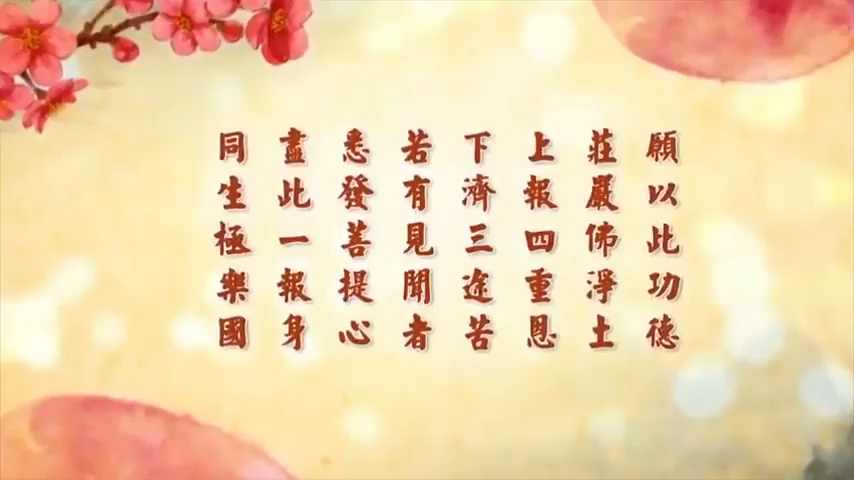 願以此功德
莊嚴佛淨土
上報四重恩
下濟三途苦
若有見聞者
悉發菩提心
盡此一報身
同生極樂國